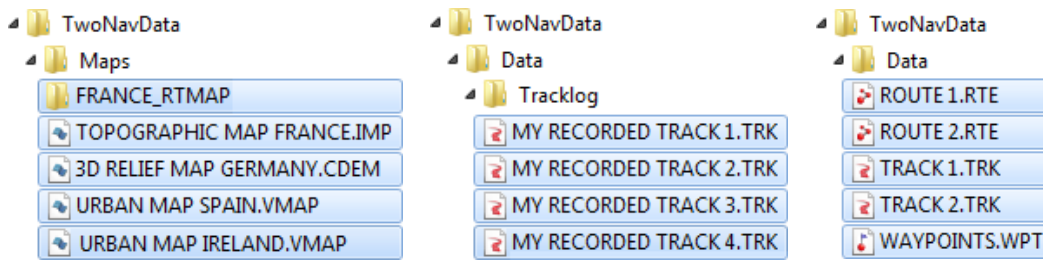 TwoNavData
Maps
FRANCE_RTMAP
TOPOGRAPHIC MAP FRANCE.IMP
3D RELIEF MAP GERMANY.CDEM
URBAN MAP SPAIN.VMAP
URBAN MAP IRELAND.VMAP
TwoNavData
Data
Tracklog
MY RECORDED TRACK 1.TRK
MY RECORDED TRACK 2.TRK
MY RECORDED TRACK 3.TRK
MY RECORDED TRACK 4.TRK
TwoNavData
Data
ROUTE 1.RTE
ROUTE 2.RTE
TRACK 1.TRK
TRACK 2.TRK
WAYPOINTS.WPT